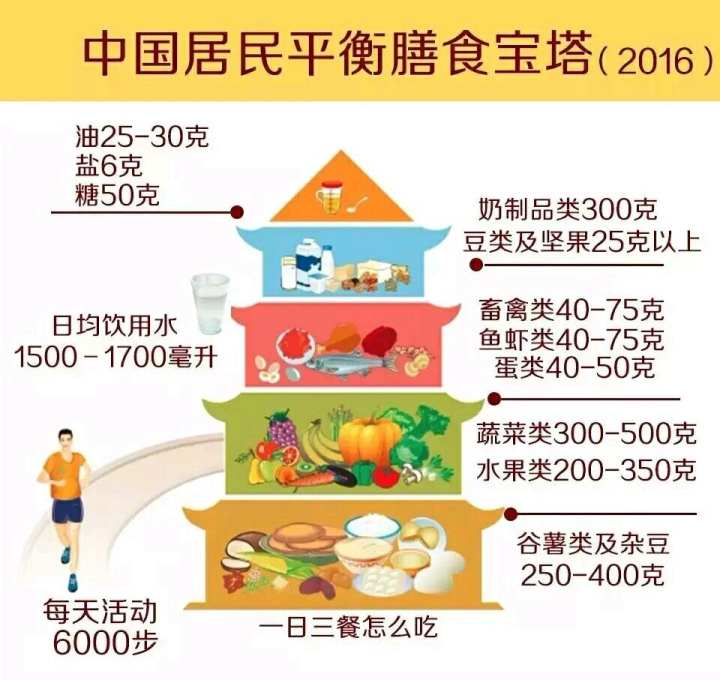 中国居民平衡膳食宝塔(2016)
油25-30克
盐6克
糖50克
奶制品类300克
豆类及坚果25克以上
日均饮用水
1500-1700毫升
畜禽类40-75克
鱼虾类40-75克
蛋类40-50克
蔬菜类300-500克
水果类200-350克
谷薯类及杂豆
250-400克
每天活动
6000步
一日三餐怎么吃